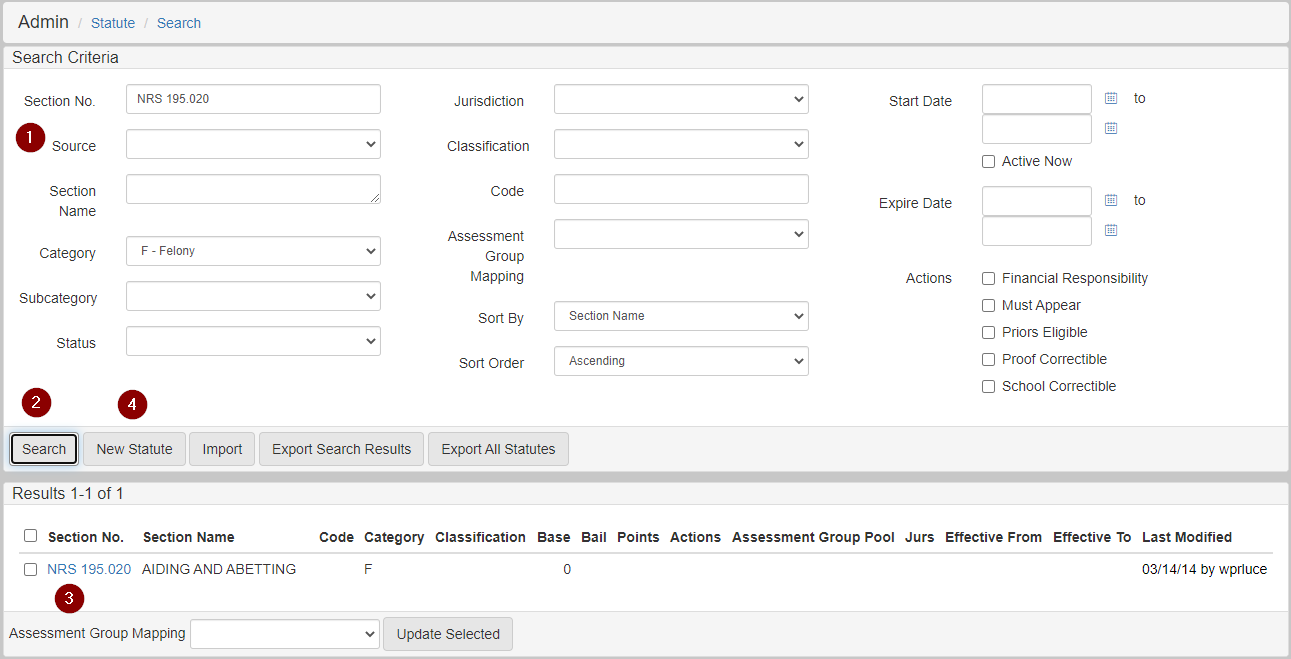 Admin / Statute / Search
Search Criteria
Section No. NRS 195.020
1
Source
Section
Name
Category F - Felony
Subcategory
Status
Jurisdiction
Classification
Code
Assessment
Group
Mapping
Sort By Section Name
Sort Order Ascending
Start Date to
Active Now
Expire Date to
Actions Financial Responsibility
Must Appear
Priors Eligible
Proof Correctible
School Correctible
2 4
Search New Statute Import Export Search Results Export All Statutes
Results 1-1 of 1
Section No. Section Name Code Category Classification Base Bail Points Actions Assessment Group Pool Jurs Effective From Effective To Last Modified
NRS 195.020 AIDING AND ABETTING F 0 03/14/14 by wprluce
3
Assessment Group Mapping Update Selected